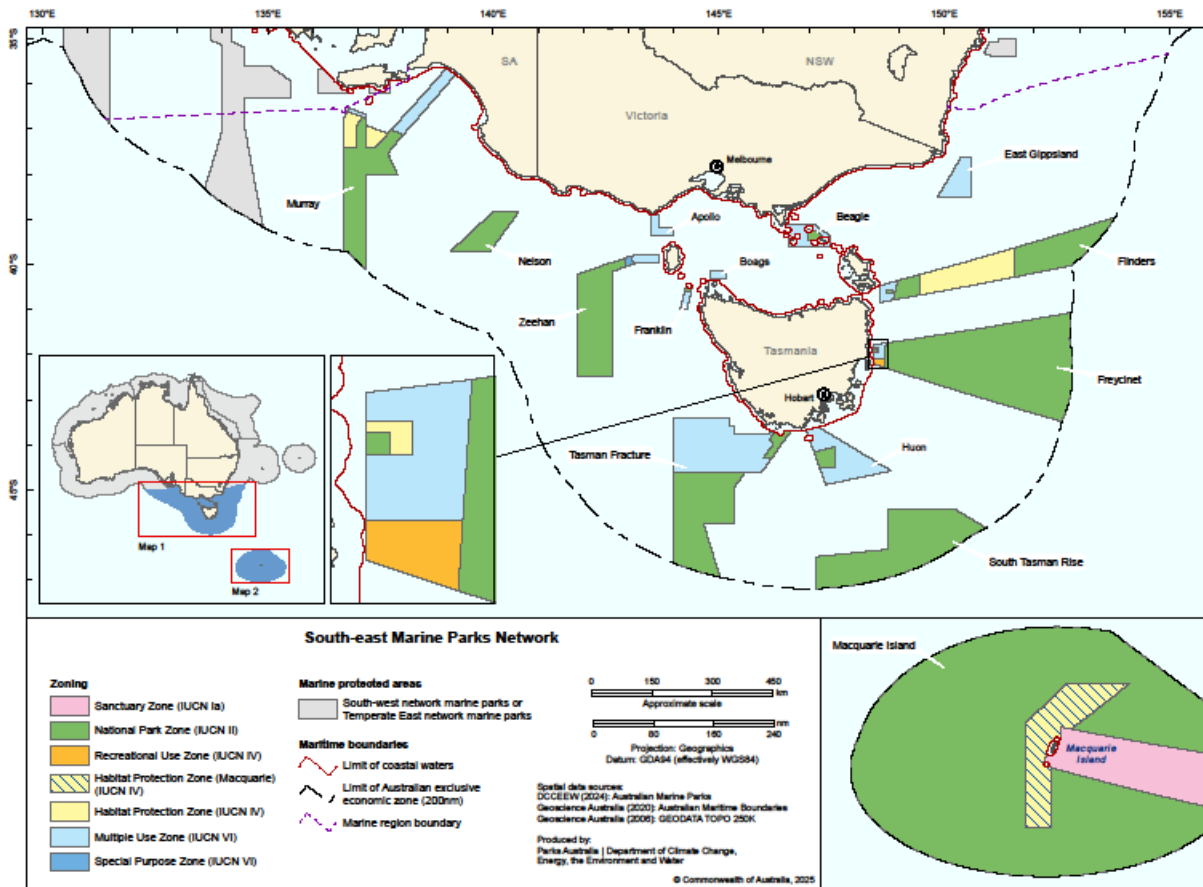 130°E 135°E 140°E 145°E 150°E 155°E
35°S
40°S
45°S
SA
NSW
Victoria
Melbourne
East Gippsland
Murray
Apollo
Beagle
Nelson
Boags
Flinders
Zeehan
Franklin
Tasmania
Freycinet
Hobart
Tasman Fracture
Huon
South Tasman Rise
Map 1
Map 2
South-east Marine Parks Network
Zoning
Sanctuary Zone (IUCN Ia)
National Park Zone (IUCN II)
Recreational Use Zone (IUCN IV)
Habitat Protection Zone (Macquarie)
(IUCN IV)
Habitat Protection Zone (IUCN IV)
Multiple Use Zone (IUCN VI)
Special Purpose Zone (IUCN VI)
Marine protected areas
South-west network marine parks or
Temperate East network marine parks
Maritime boundaries
Limit of coastal waters
Limit of Australian exclusive
economic zone (200nm)
Marine region boundary
0 150 300 450
km
Approximate scale
nm
0 80 160 240
Projection: Geographics
Datum: GDA94 (effectively WGS84)
Spatial data sources:
DCCEEW (2024): Australian Marine Parks
Geoscience Australia (2020): Australian Maritime Boundaries
Geoscience Australia (2006): GEODATA TOPO 250K
Produced by:
Parks Australia | Department of Climate Change,
Energy, the Environment and Water
© Commonwealth of Australia, 2025
Macquarie Island
Macquarie
Island